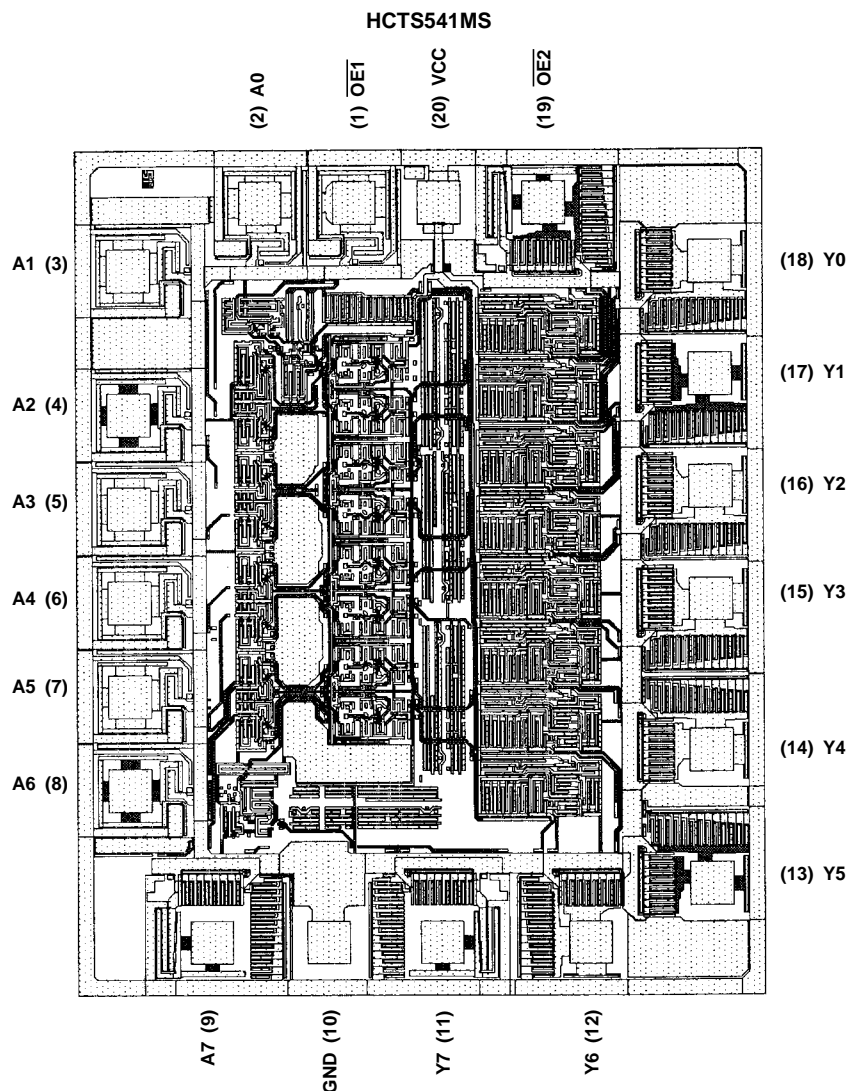 HCTS541MS
(2) A0
(1) OE1
(20) VCC
(19) OE2
A1 (3)
(18) Y0
(17) Y1
A2 (4)
(16) Y2
A3 (5)
(15) Y3
A4 (6)
A5 (7)
(14) Y4
A6 (8)
(13) Y5
A7 (9)
GND (10)
Y7 (11)
Y6 (12)